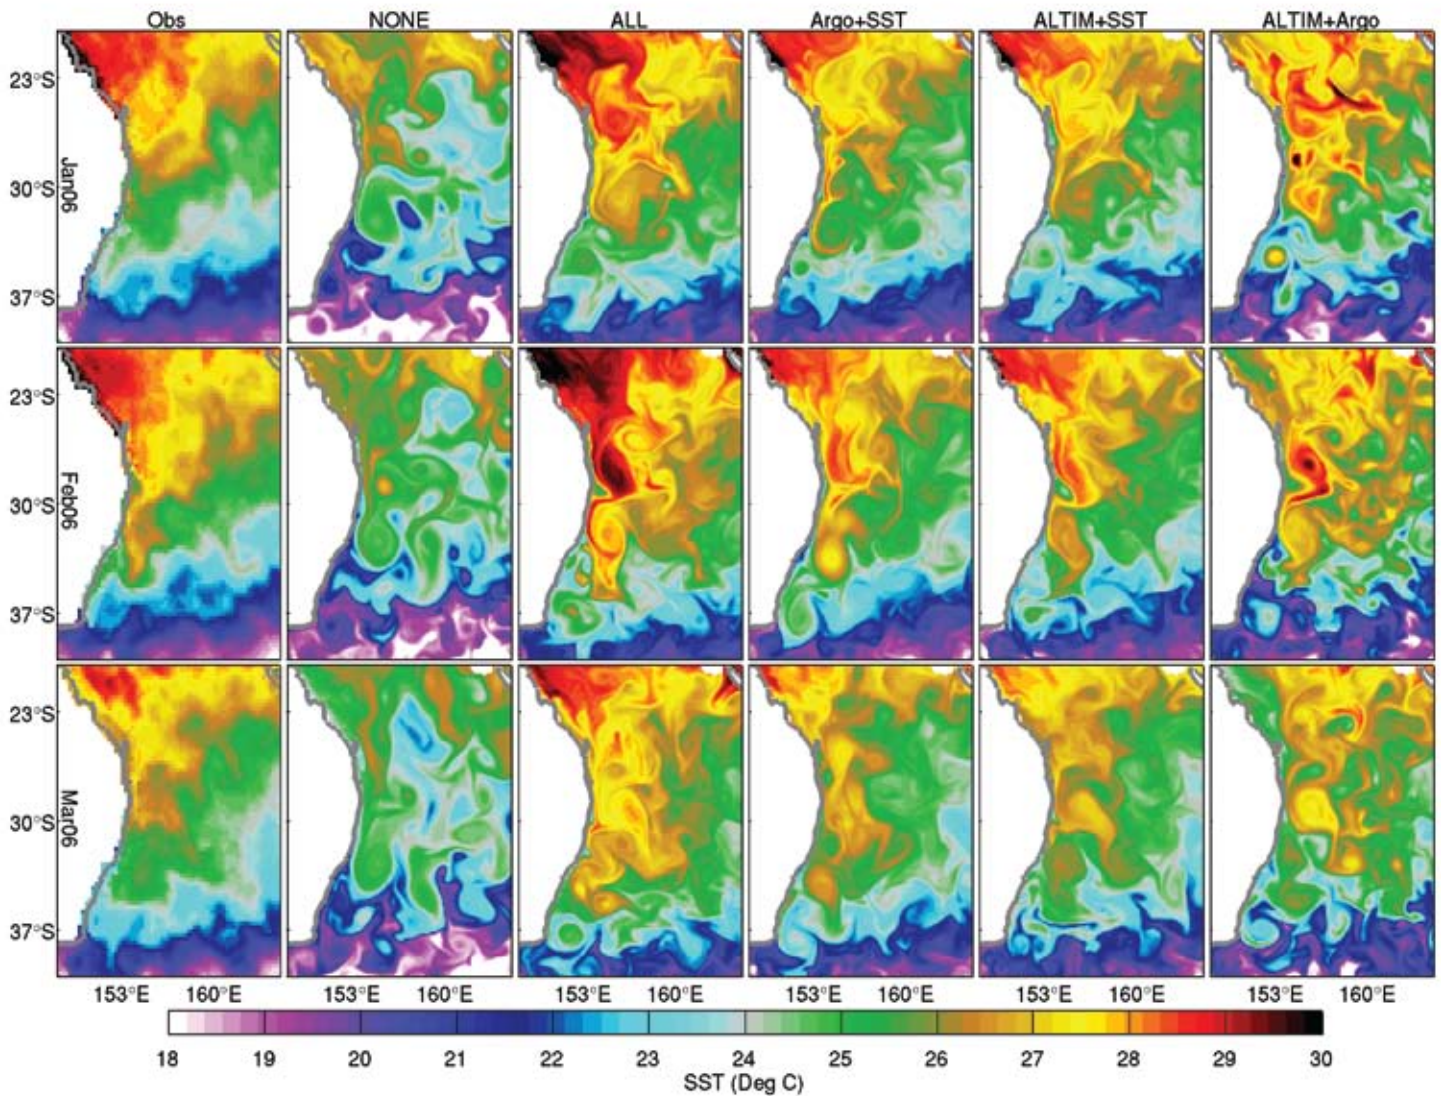 Obs NONE ALL Argo+SST ALTIM+SST ALTIM+Argo
23°S
Jan06
30°S
37°S
23°S
Feb06
30°S
37°S
23°S
Mar06
30°S
37°S
153°E 160°E 153°E 160°E 153°E 160°E 153°E 160°E 153°E 160°E 153°E 160°E
18 19 20 21 22 23 24 25 26 27 28 29 30
SST (Deg C)